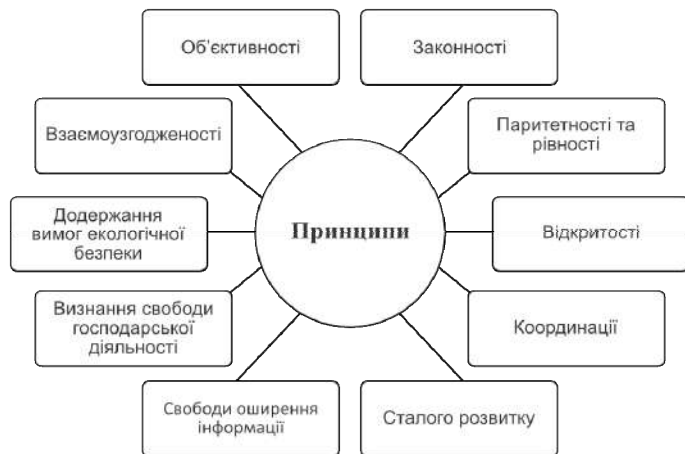 Об'єктивності
Законності
Взаємоузгодженості
Паритетності та
рівності
Принципи
Додержання
вимог екологічної
безпеки
Відкритості
Визнання свободи
господарської
діяльності
Координації
Свободи оширення
інформації
Сталого розвитку